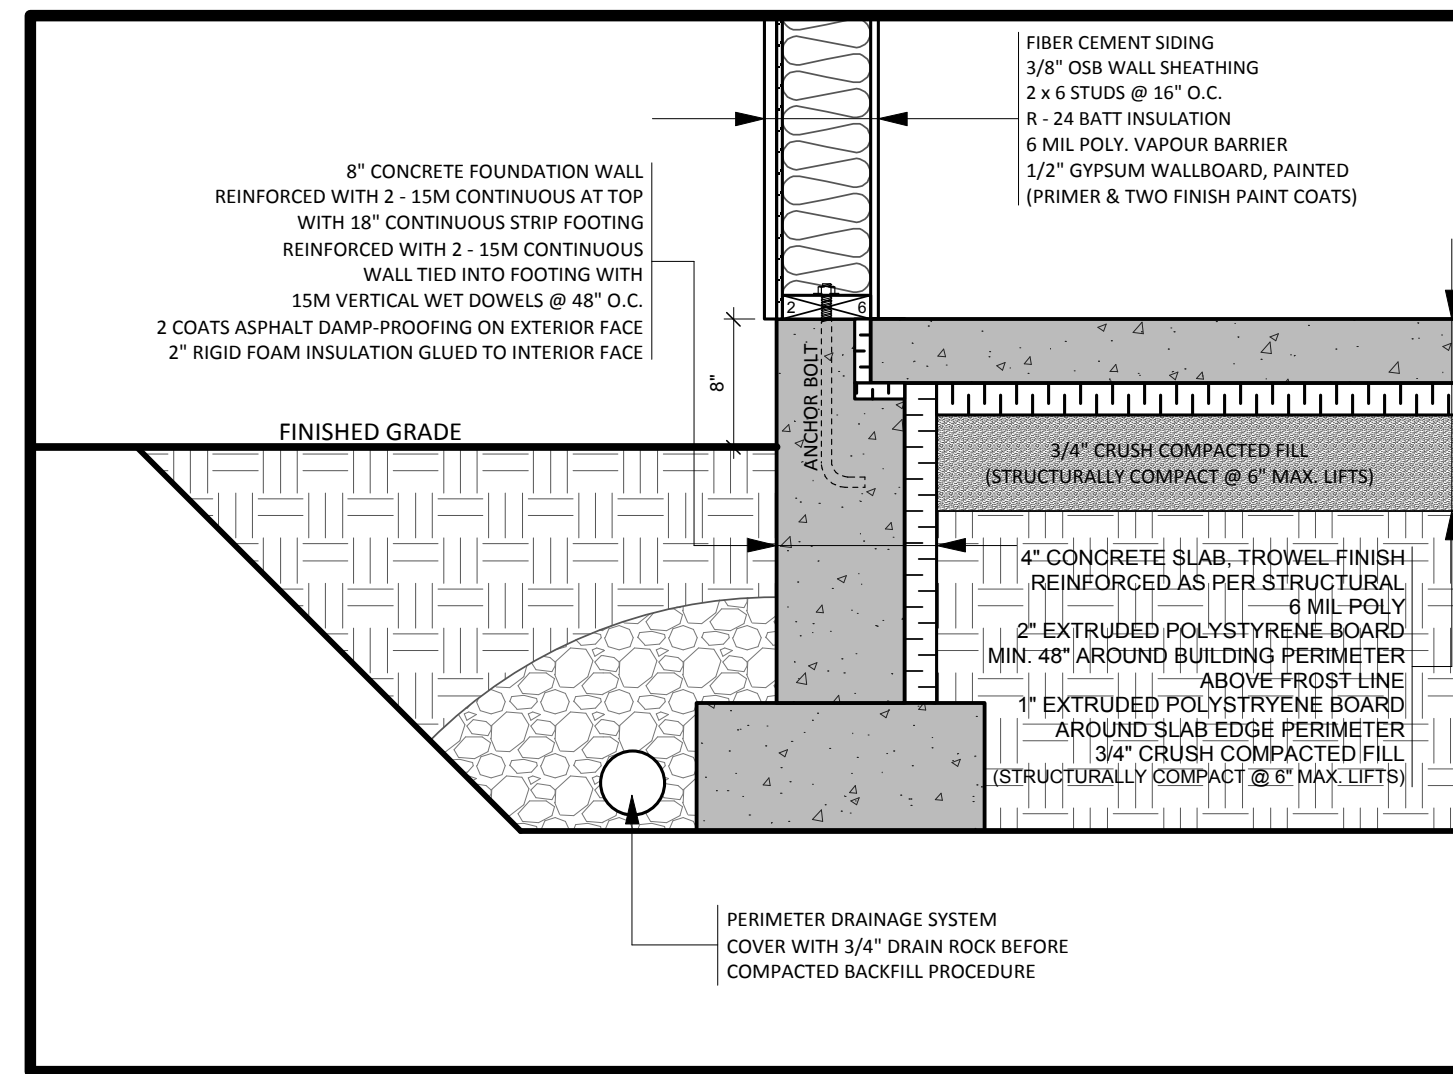 FIBER CEMENT SIDING
3/8" OSB WALL SHEATHING
2 x 6 STUDS @ 16" O.C.
R - 24 BATT INSULATION
6 MIL POLY. VAPOUR BARRIER
1/2" GYPSUM WALLBOARD, PAINTED
(PRIMER & TWO FINISH PAINT COATS)
8" CONCRETE FOUNDATION WALL
REINFORCED WITH 2 - 15M CONTINUOUS AT TOP
WITH 18" CONTINUOUS STRIP FOOTING
REINFORCED WITH 2 - 15M CONTINUOUS
WALL TIED INTO FOOTING WITH
15M VERTICAL WET DOWELS @ 48" O.C.
2 COATS ASPHALT DAMP-PROOFING ON EXTERIOR FACE
2" RIGID FOAM INSULATION GLUED TO INTERIOR FACE
2 6
8"
ANCHOR BOLT
FINISHED GRADE
3/4" CRUSH COMPACTED FILL
(STRUCTURALLY COMPACT @ 6" MAX. LIFTS)
4" CONCRETE SLAB, TROWEL FINISH
REINFORCED AS PER STRUCTURAL
6 MIL POLY
2" EXTRUDED POLYSTYRENE BOARD
MIN. 48" AROUND BUILDING PERIMETER
ABOVE FROST LINE
1" EXTRUDED POLYSTRYENE BOARD
AROUND SLAB EDGE PERIMETER
3/4" CRUSH COMPACTED FILL
(STRUCTURALLY COMPACT @ 6" MAX. LIFTS)
PERIMETER DRAINAGE SYSTEM
COVER WITH 3/4" DRAIN ROCK BEFORE
COMPACTED BACKFILL PROCEDURE